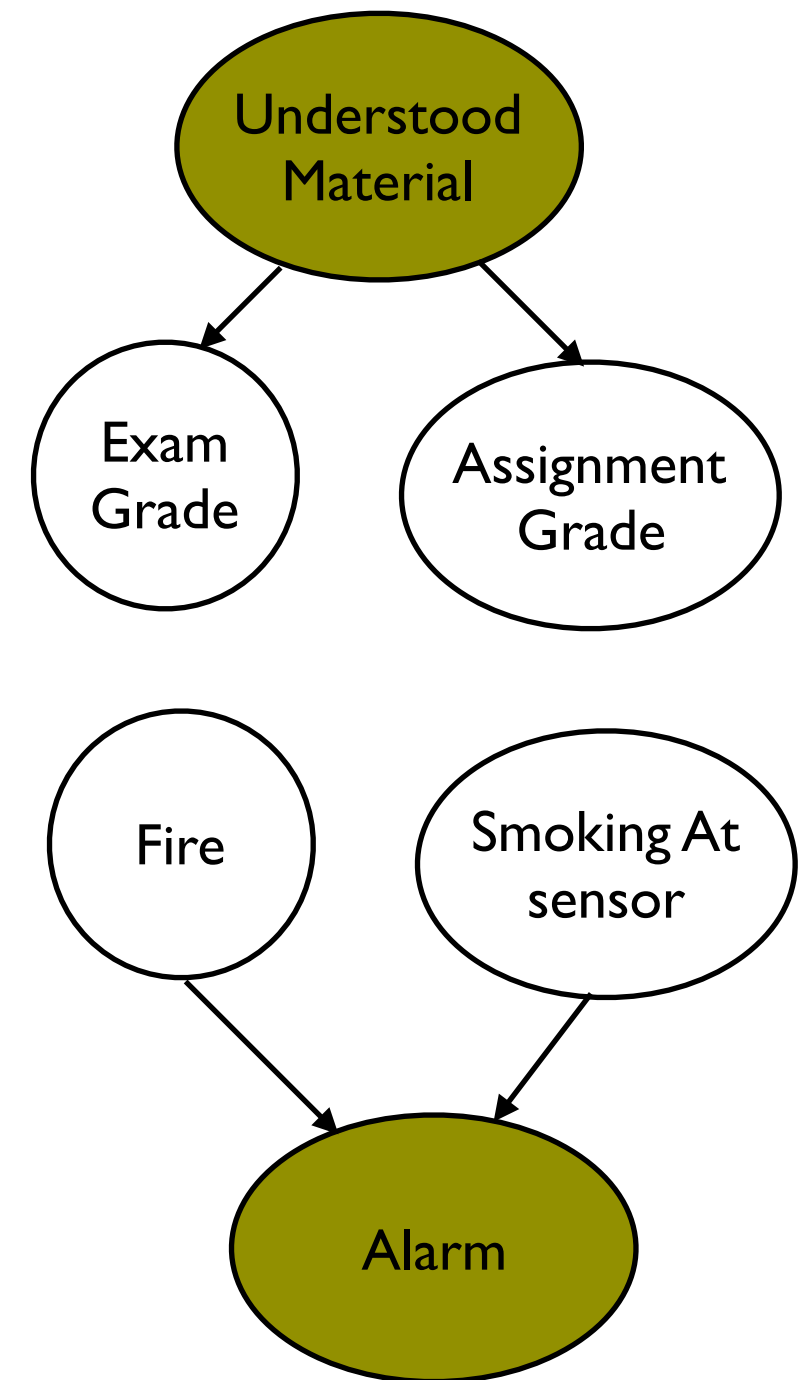 Understood
Material
Exam
Grade
Assignment
Grade
Fire
Smoking At
sensor
Alarm